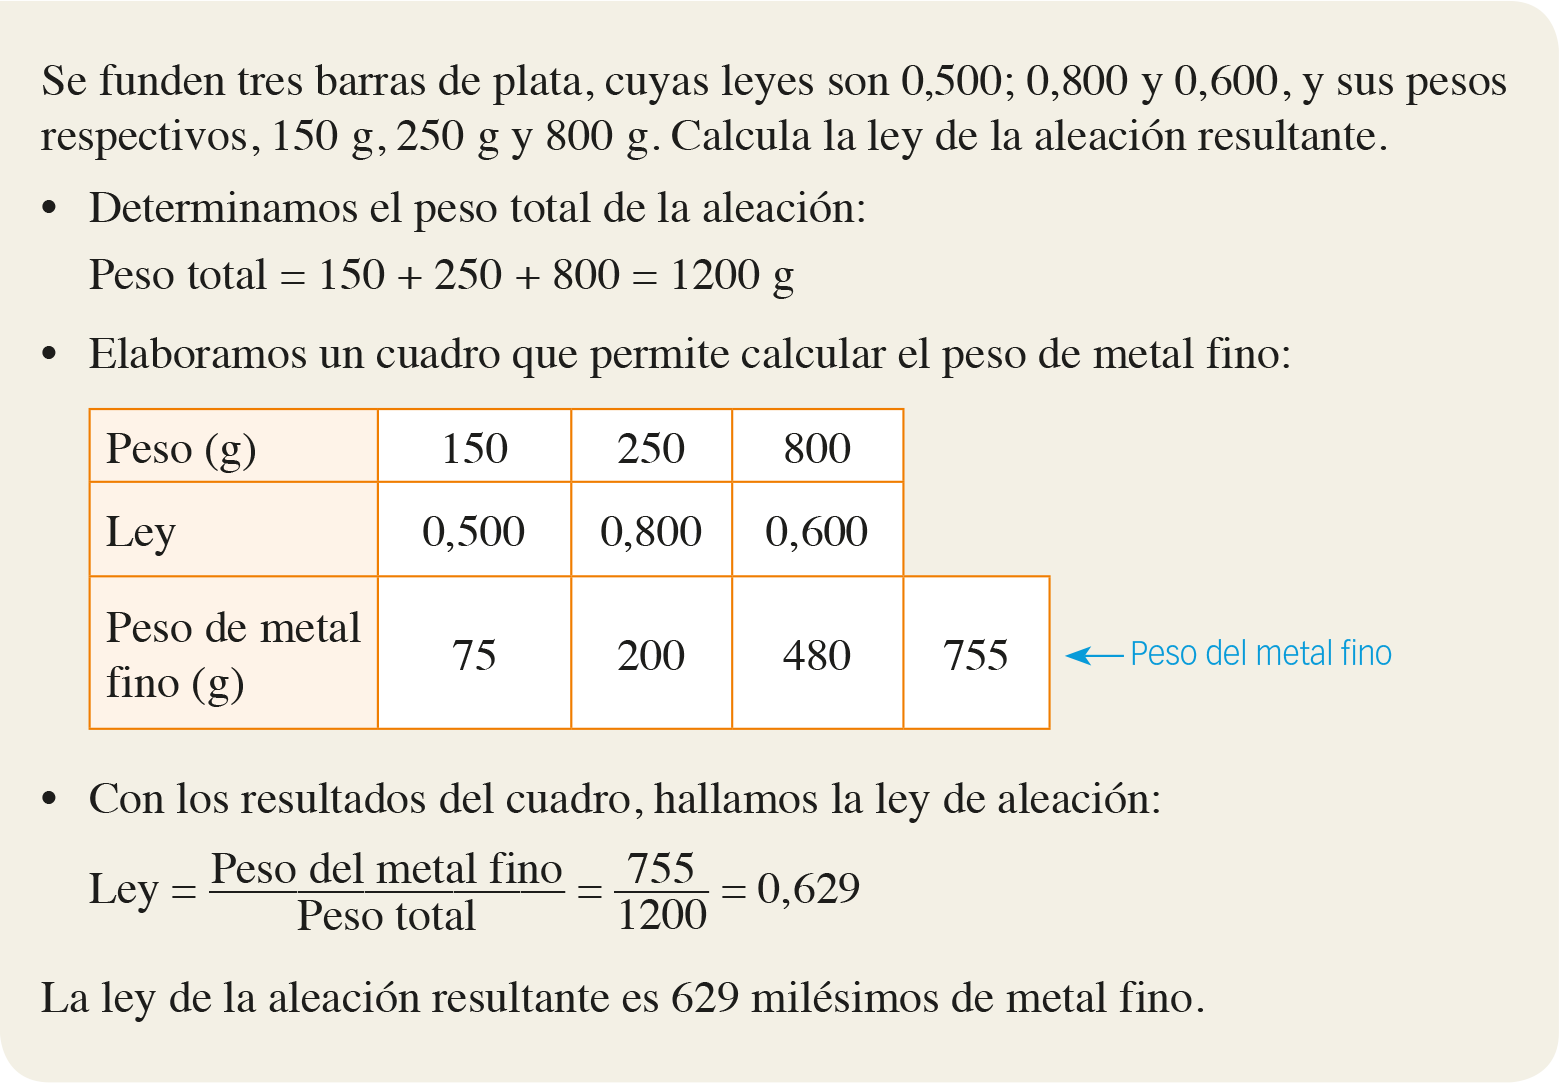 Se funden tres barras de plata, cuyas leyes son 0,500; 0,800 y 0,600, y sus pesos
respectivos, 150 g, 250 g y 800 g. Calcula la ley de la aleación resultante.
• Determinamos el peso total de la aleación:
Peso total = 150 + 250 + 800 = 1200 g
• Elaboramos un cuadro que permite calcular el peso de metal fino:
Peso (g) 150 250 800
Ley 0,500 0,800 0,600
Peso de metal
fino (g) 75 200 480 755 Peso del metal fino
• Con los resultados del cuadro, hallamos la ley de aleación:
Ley = Peso del metal fino / Peso total = 755 / 1200 = 0,629
La ley de la aleación resultante es 629 milésimos de metal fino.